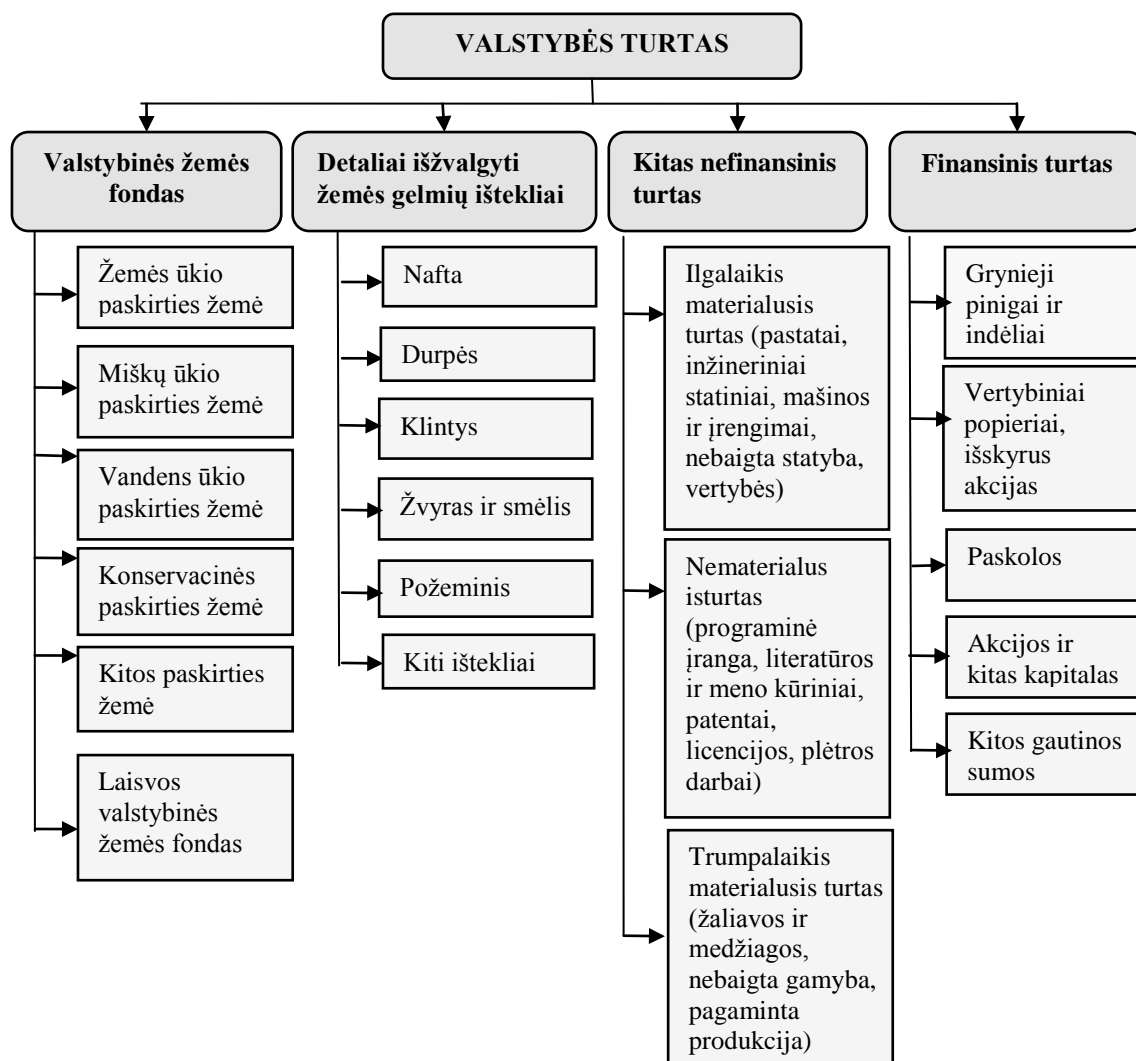 VALSTYBĖS TURTAS
Valstybinės žemės
fondas
Žemės ūkio
paskirties žemė
Miškų ūkio
paskirties žemė
Vandens ūkio
paskirties žemė
Konservacinės
paskirties žemė
Kitos paskirties
žemė
Laisvos
valstybinės
žemės fondas
Detaliai išžvalgyti
žemės gelmių ištekliai
Nafta
Durpės
Klintys
Žvyras ir smėlis
Požeminis
Kiti ištekliai
Kitas nefinansinis
turtas
Ilgalaikis
materialusis
turtas (pastatai,
inžineriniai
statiniai, mašinos
ir įrengimai,
nebaigta statyba,
vertybės)
Nematerialus
isturtas
(programinė
įranga, literatūros
ir meno kūriniai,
patentai,
licencijos, plėtros
darbai)
Trumpalaikis
materialusis turtas
(žaliavos ir
medžiagos,
nebaigta gamyba,
pagaminta
produkcija)
Finansinis turtas
Grynieji
pinigai ir
indėliai
Vertybiniai
popieriai,
išskyrus
akcijas
Paskolos
Akcijos ir
kitas kapitalas
Kitos gautinos
sumos